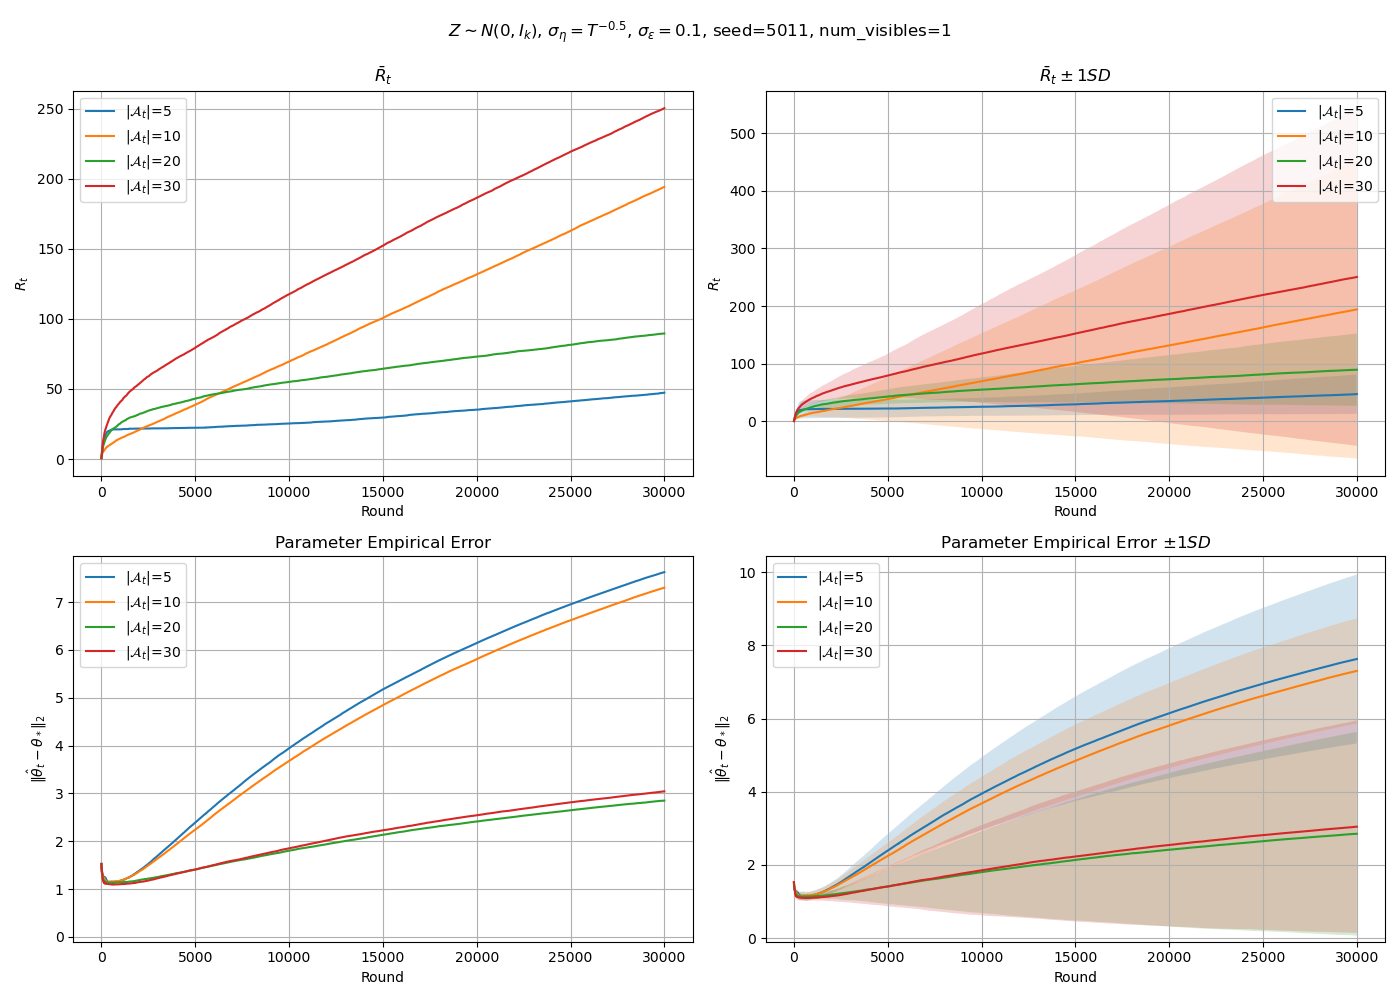 Z ∼ N(0, I_k), σ_η = T^{−0.5}, σ_ε = 0.1, seed=5011, num_visibles=1
R̄_t
R_t
250
200
150
100
50
0
|𝒜_t|=5
|𝒜_t|=10
|𝒜_t|=20
|𝒜_t|=30
0 5000 10000 15000 20000 25000 30000
Round
R̄_t ± 1SD
R_t
500
400
300
200
100
0
|𝒜_t|=5
|𝒜_t|=10
|𝒜_t|=20
|𝒜_t|=30
0 5000 10000 15000 20000 25000 30000
Round
Parameter Empirical Error
‖θ̂_t − θ_*‖_2
7
6
5
4
3
2
1
0
|𝒜_t|=5
|𝒜_t|=10
|𝒜_t|=20
|𝒜_t|=30
0 5000 10000 15000 20000 25000 30000
Round
Parameter Empirical Error ±1SD
‖θ̂_t − θ_*‖_2
10
8
6
4
2
0
|𝒜_t|=5
|𝒜_t|=10
|𝒜_t|=20
|𝒜_t|=30
0 5000 10000 15000 20000 25000 30000
Round